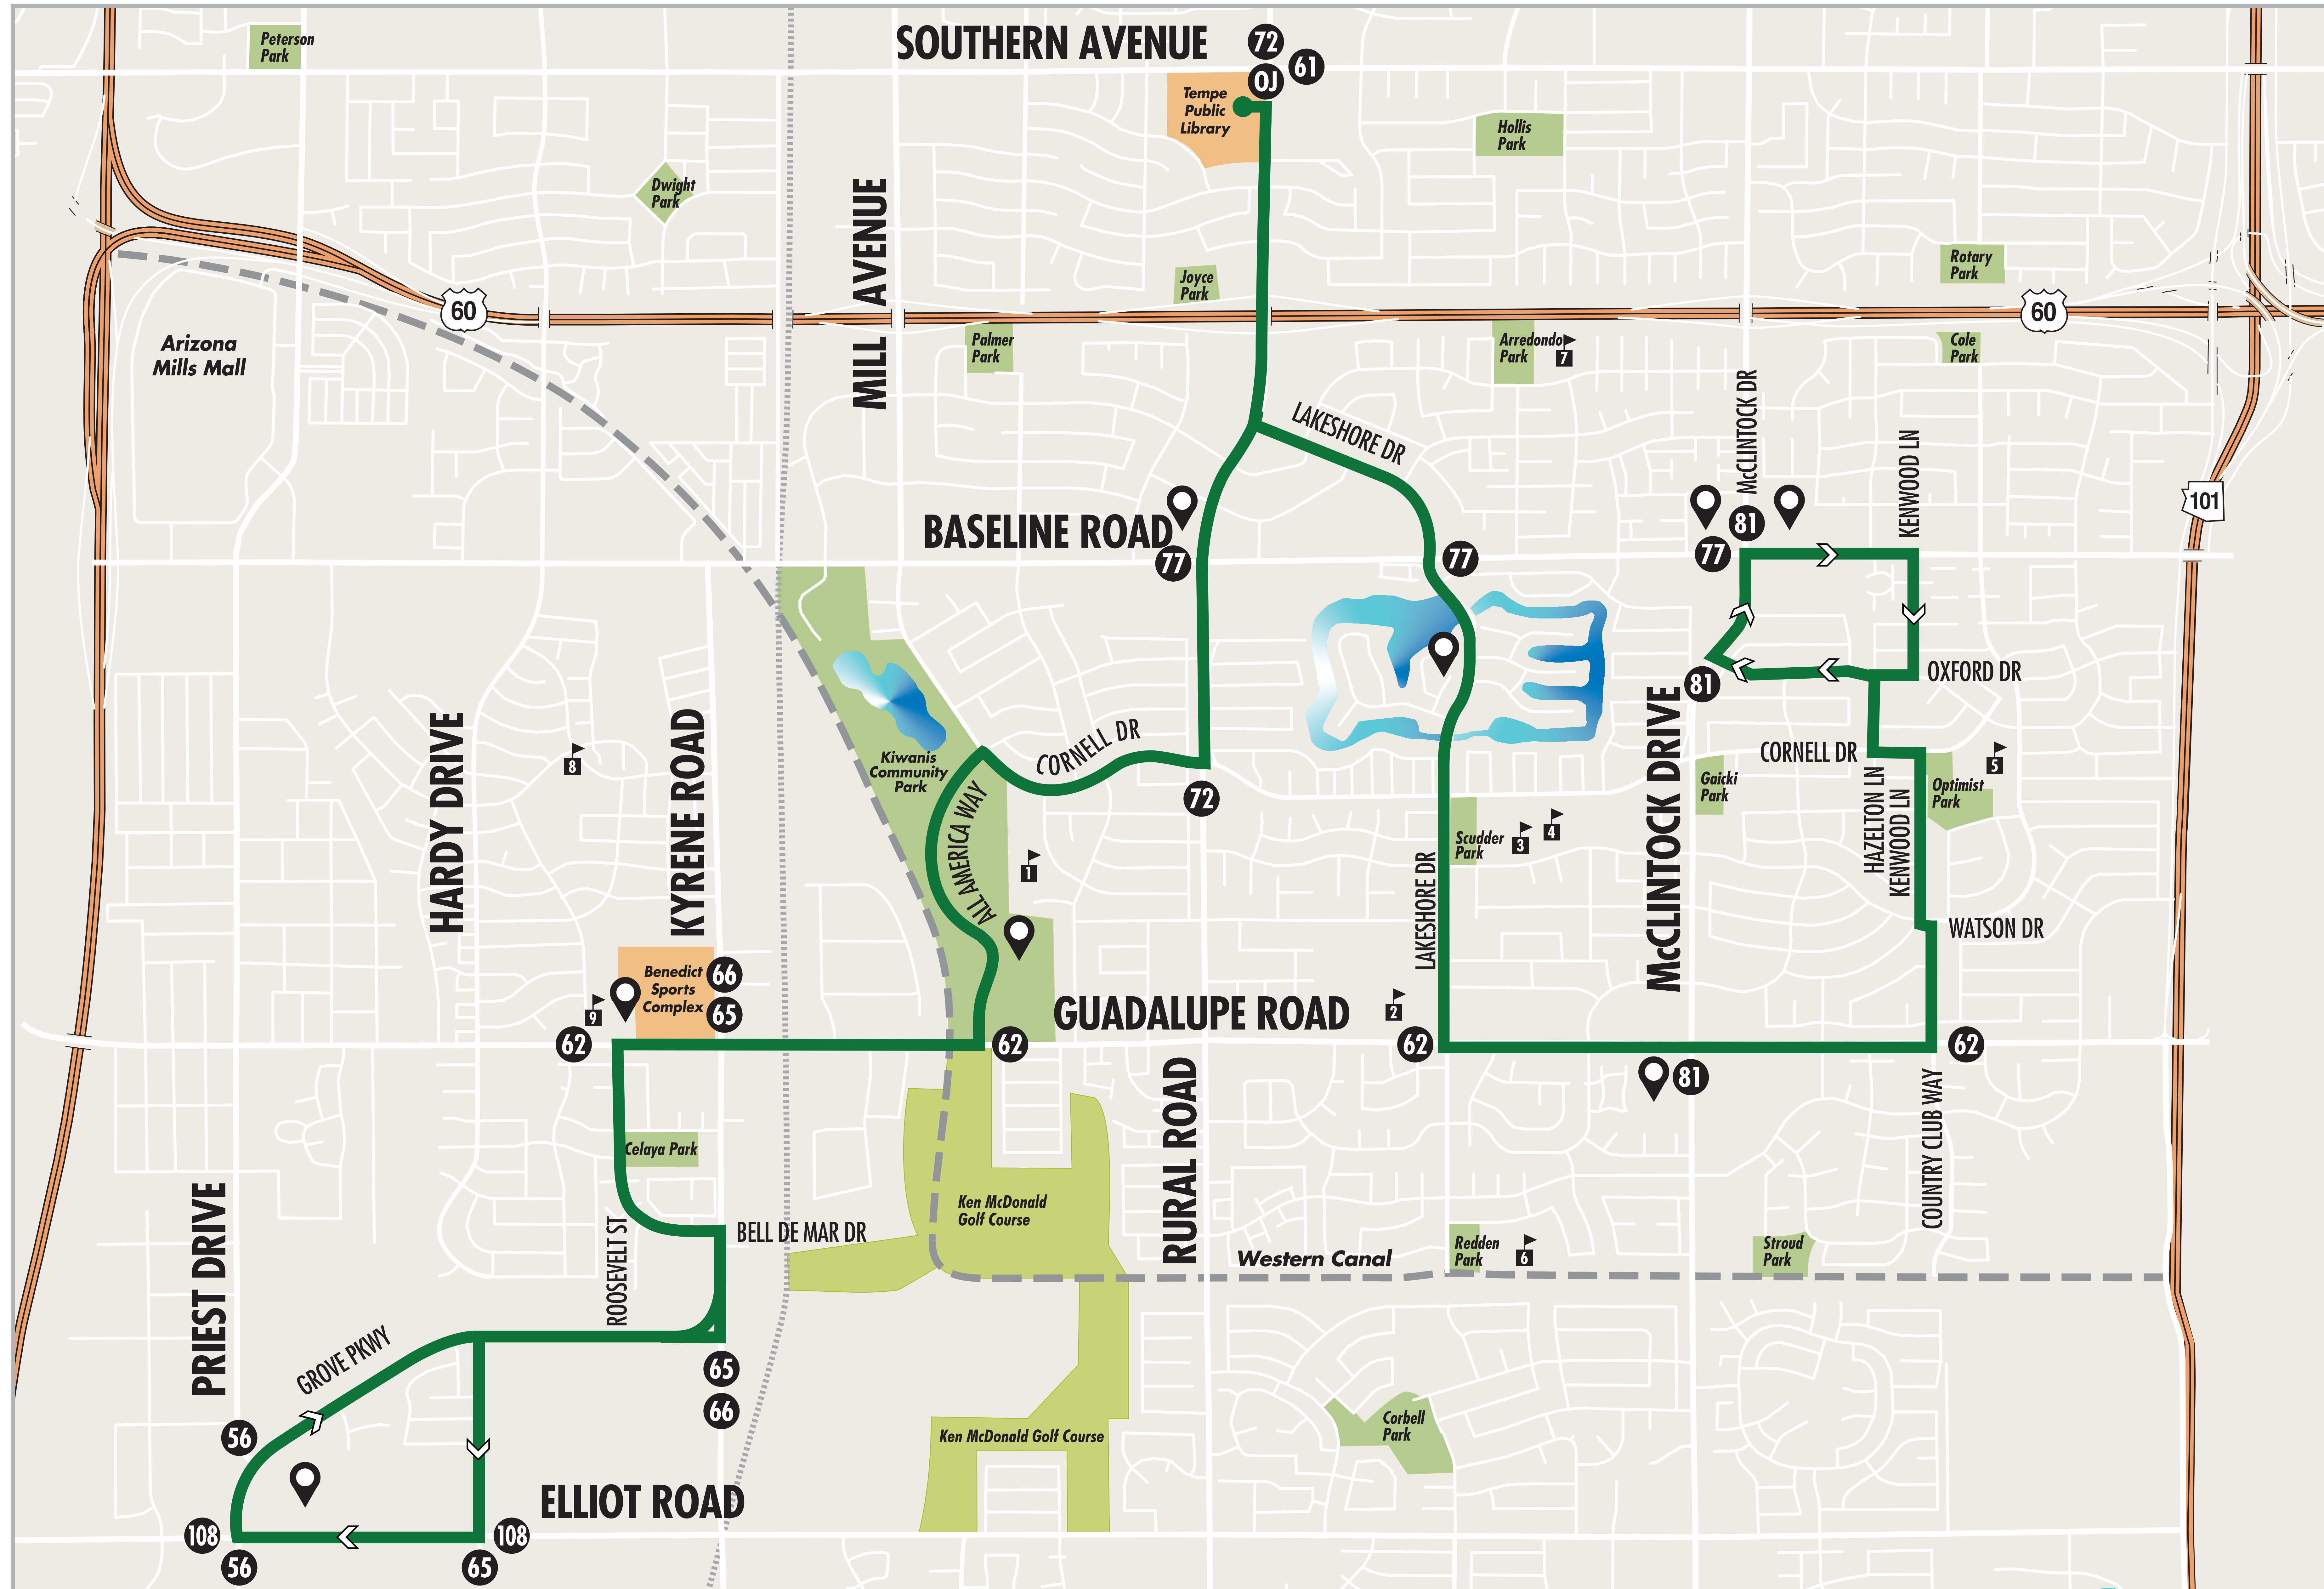 SOUTHERN AVENUE
72
61
OJ
Peterson
Park
Tempe
Public
Library
Hollis
Park
Dwight
Park
MILL AVENUE
Joyce
Park
Rotary
Park
60
60
Arizona
Mills Mall
Palmer
Park
Arredondo
Park
7
Cole
Park
McCLINTOCK DR
LAKESHORE DR
KENWOOD LN
101
BASELINE ROAD
77
77
81
77
OXFORD DR
81
HARDY DRIVE
KYRENE ROAD
8
Kiwanis
Community
Park
CORNELL DR
72
ALL AMERICA WAY
1
McCLINTOCK DRIVE
CORNELL DR
Gaicki
Park
HAZELTON LN
KENWOOD LN
Optimist
Park
5
Scudder
Park
3
4
LAKESHORE DR
WATSON DR
Benedict
Sports
Complex
66
65
9
62
62
GUADALUPE ROAD
2
62
62
81
RURAL ROAD
COUNTRY CLUB WAY
Celaya Park
PRIEST DRIVE
ROOSEVELT ST
BELL DE MAR DR
Ken McDonald
Golf Course
Western Canal
Redden
Park
6
Stroud
Park
GROVE PKWY
65
66
56
Corbell
Park
Ken McDonald Golf Course
ELLIOT ROAD
108
108
56
65